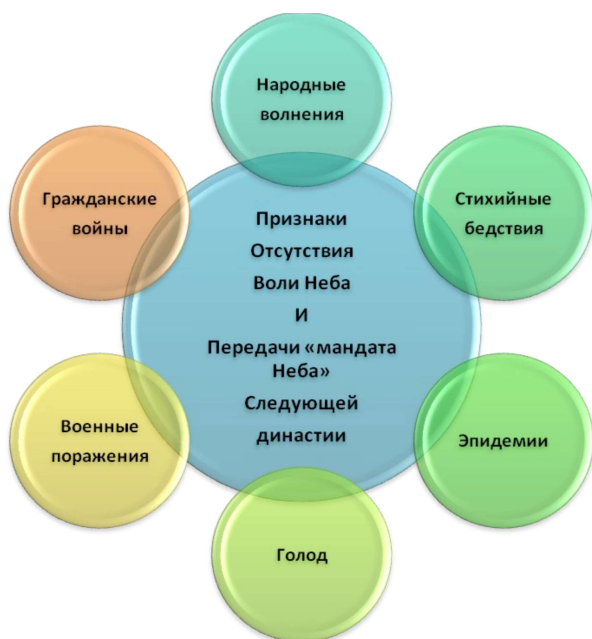 Народные
волнения
Гражданские
войны
Стихийные
бедствия
Признаки
Отсутствия
Воли Неба
И
Передачи «мандата
Неба»
Следующей
династии
Военные
поражения
Эпидемии
Голод